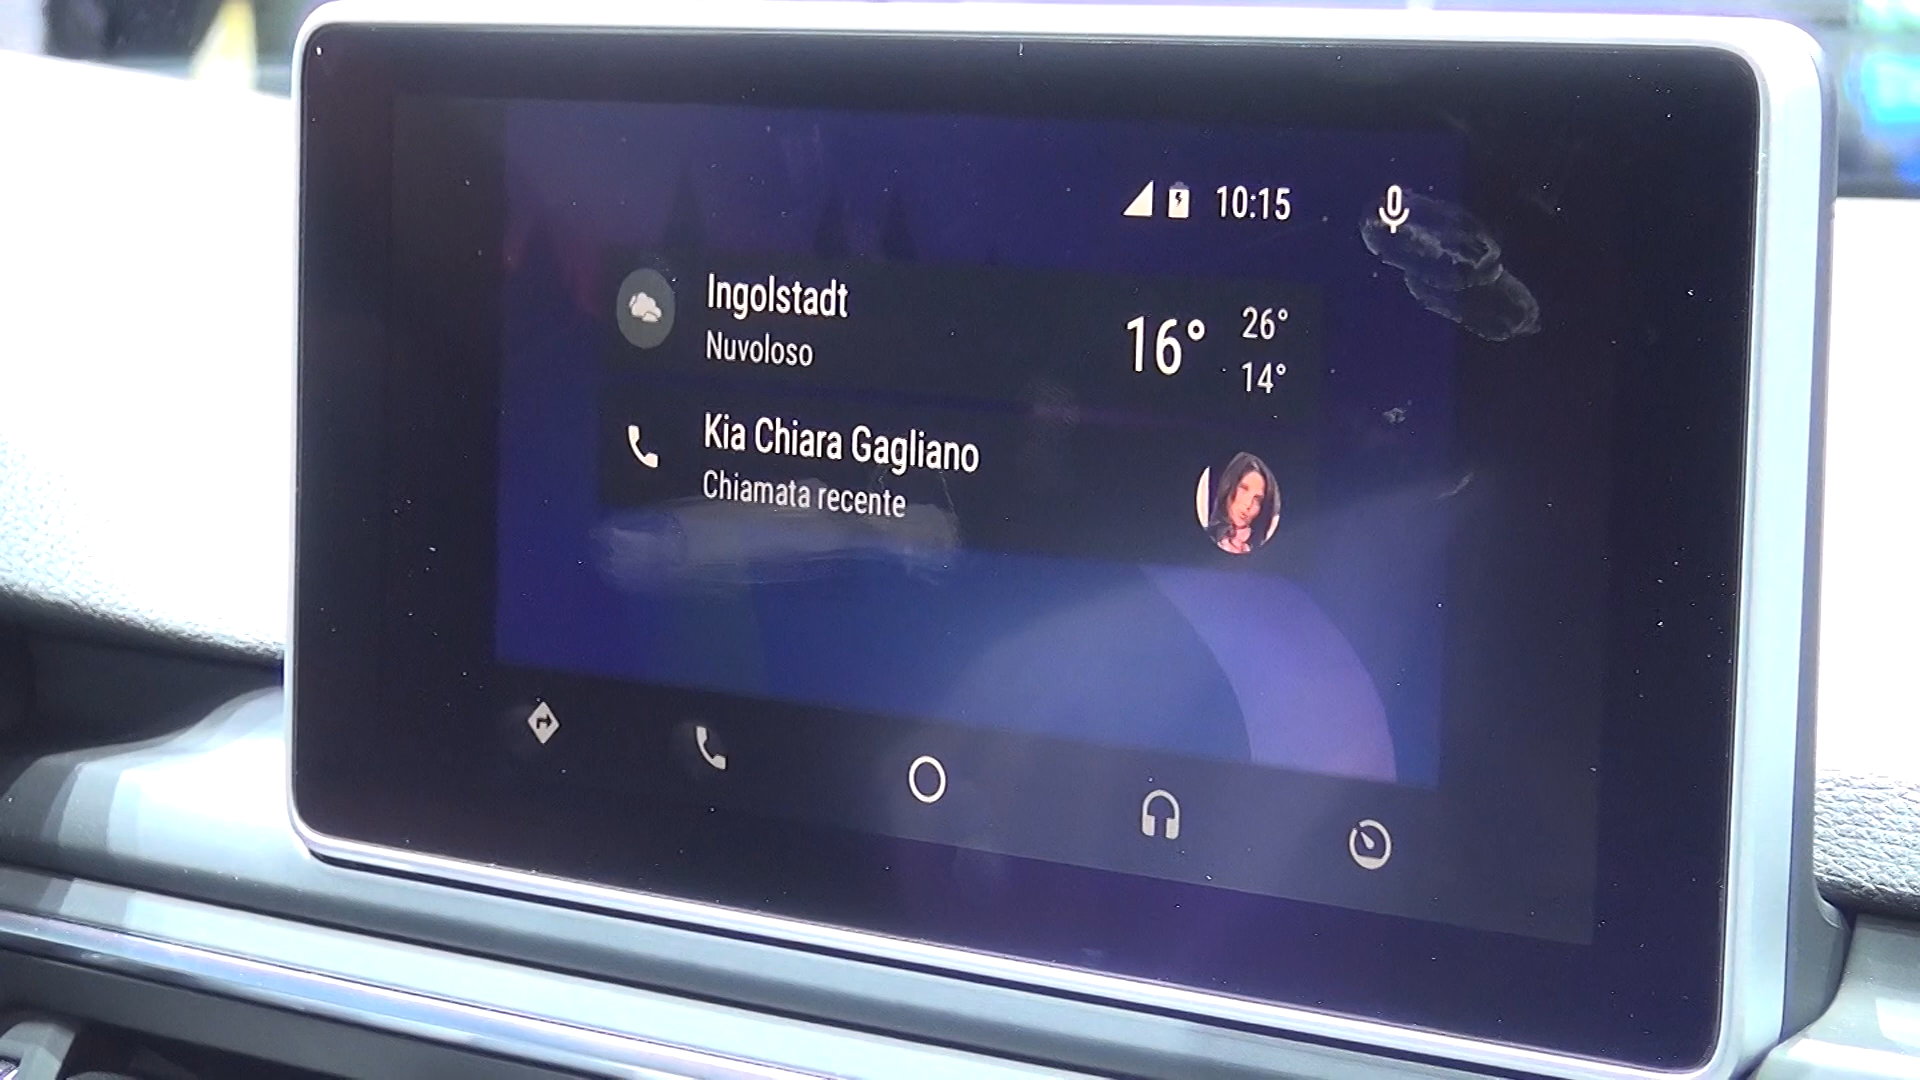 10:15
Ingolstadt
Nuvoloso
16° 26°
14°
Kia Chiara Gagliano
Chiamata recente